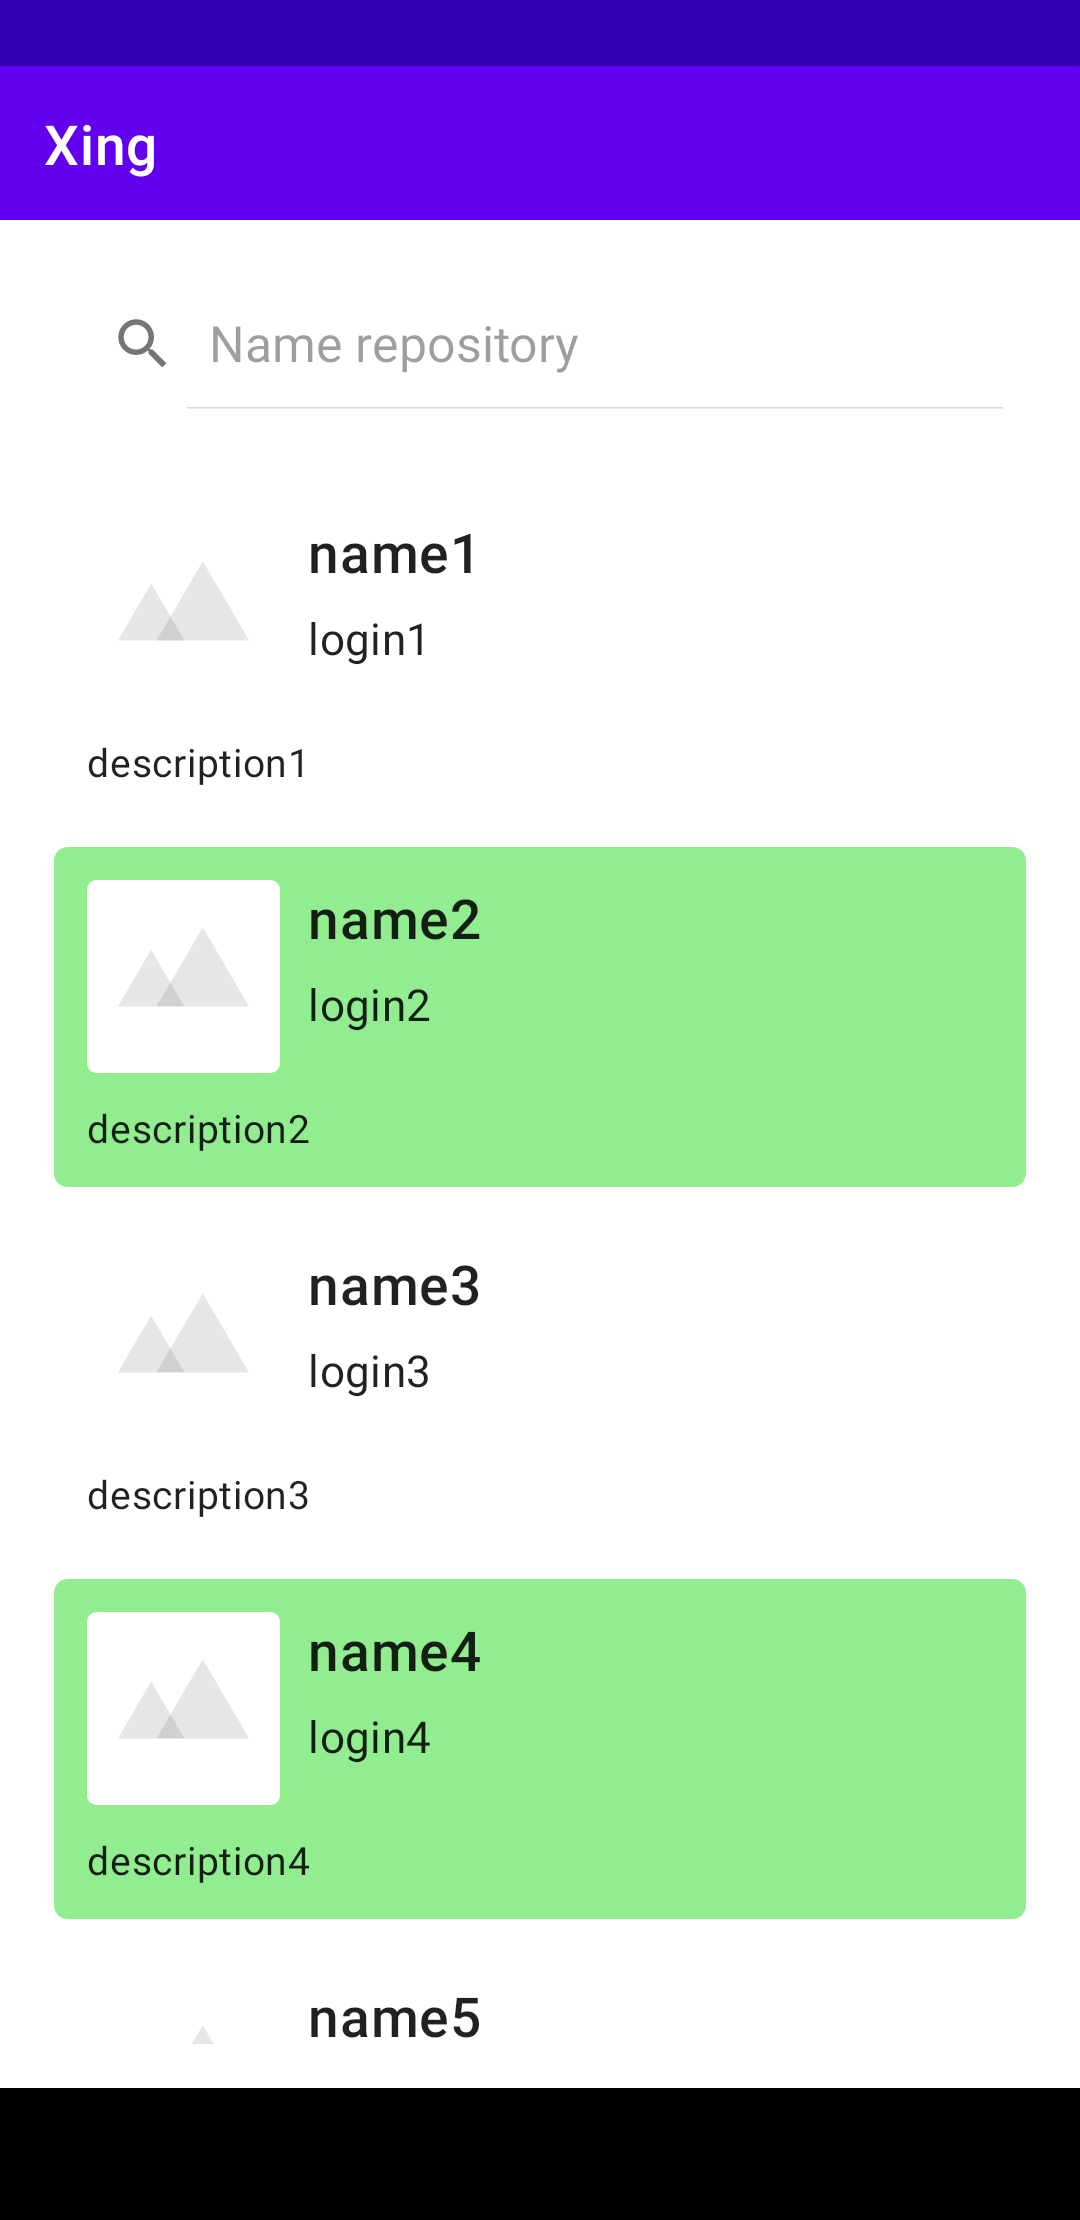 Xing
Name repository
name1
login1
description1
name2
login2
description2
name3
login3
description3
name4
login4
description4
name5